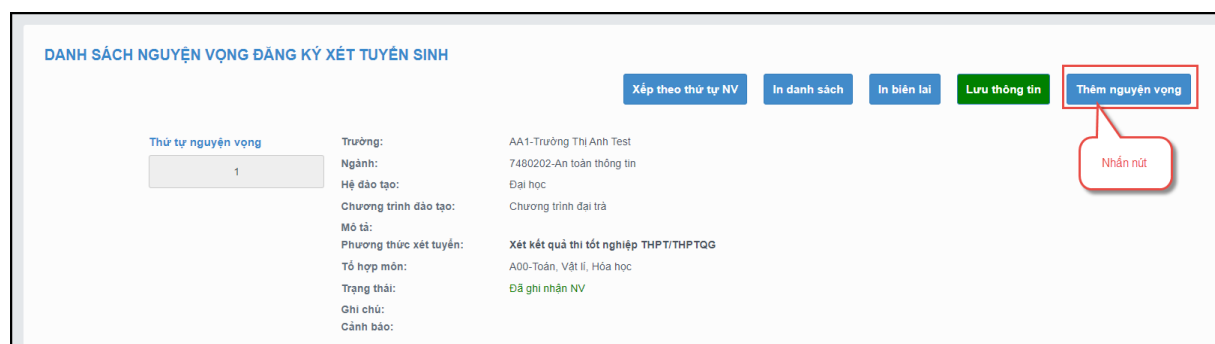 DANH SÁCH NGUYỆN VỌNG ĐĂNG KÝ XÉT TUYỂN SINH
Xếp theo thứ tự NV In danh sách In biên lai Lưu thông tin Thêm nguyện vọng
Nhấn nút
Thứ tự nguyện vọng
1
Trường: AA1-Trường Thị Anh Test
Ngành: 7480202-An toàn thông tin
Hệ đào tạo: Đại học
Chương trình đào tạo: Chương trình đại trà
Mô tả:
Phương thức xét tuyển: Xét kết quả thi tốt nghiệp THPT/THPTQG
Tổ hợp môn: A00-Toán, Vật lí, Hóa học
Trạng thái: Đã ghi nhận NV
Ghi chú:
Cảnh báo: